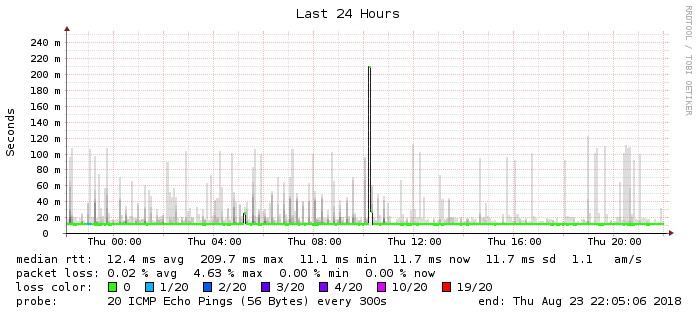 Last 24 Hours
RRDTOOL / TOBI OETIKER
Seconds
240 m
220 m
200 m
180 m
160 m
140 m
120 m
100 m
80 m
60 m
40 m
20 m
0
Thu 00:00 Thu 04:00 Thu 08:00 Thu 12:00 Thu 16:00 Thu 20:00
median rtt: 12.4 ms avg 209.7 ms max 11.1 ms min 11.7 ms now 11.7 ms sd 1.1 am/s
packet loss: 0.02 % avg 4.63 % max 0.00 % min 0.00 % now
loss color: 0 1/20 2/20 3/20 4/20 10/20 19/20
probe: 20 ICMP Echo Pings (56 Bytes) every 300s end: Thu Aug 23 22:05:06 2018